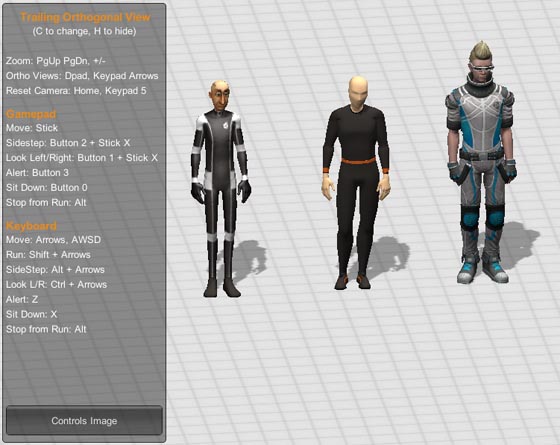 Trailing Orthogonal View
(C to change, H to hide)
Zoom: PgUp PgDn, +/-
Ortho Views: Dpad, Keypad Arrows
Reset Camera: Home, Keypad 5
Gamepad
Move: Stick
Sidestep: Button 2 + Stick X
Look Left/Right: Button 1 + Stick X
Alert: Button 3
Sit Down: Button 0
Stop from Run: Alt
Keyboard
Move: Arrows, AWSD
Run: Shift + Arrows
SideStep: Alt + Arrows
Look L/R: Ctrl + Arrows
Alert: Z
Sit Down: X
Stop from Run: Alt
Controls Image